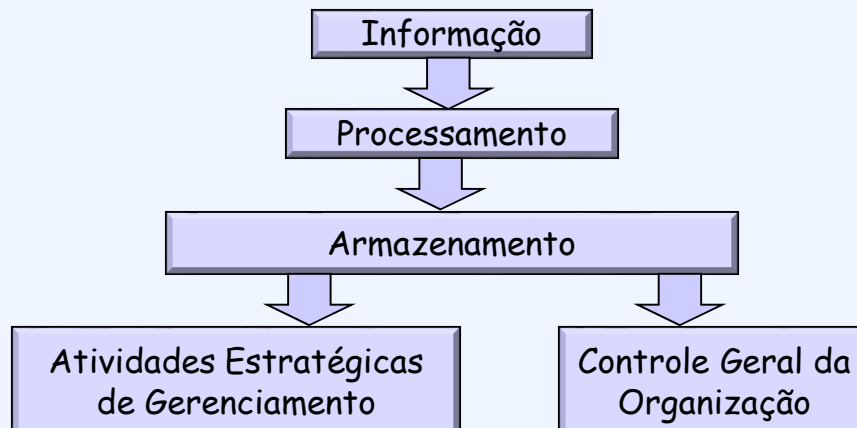 Informação
Processamento
Armazenamento
Atividades Estratégicas
de Gerenciamento
Controle Geral da
Organização